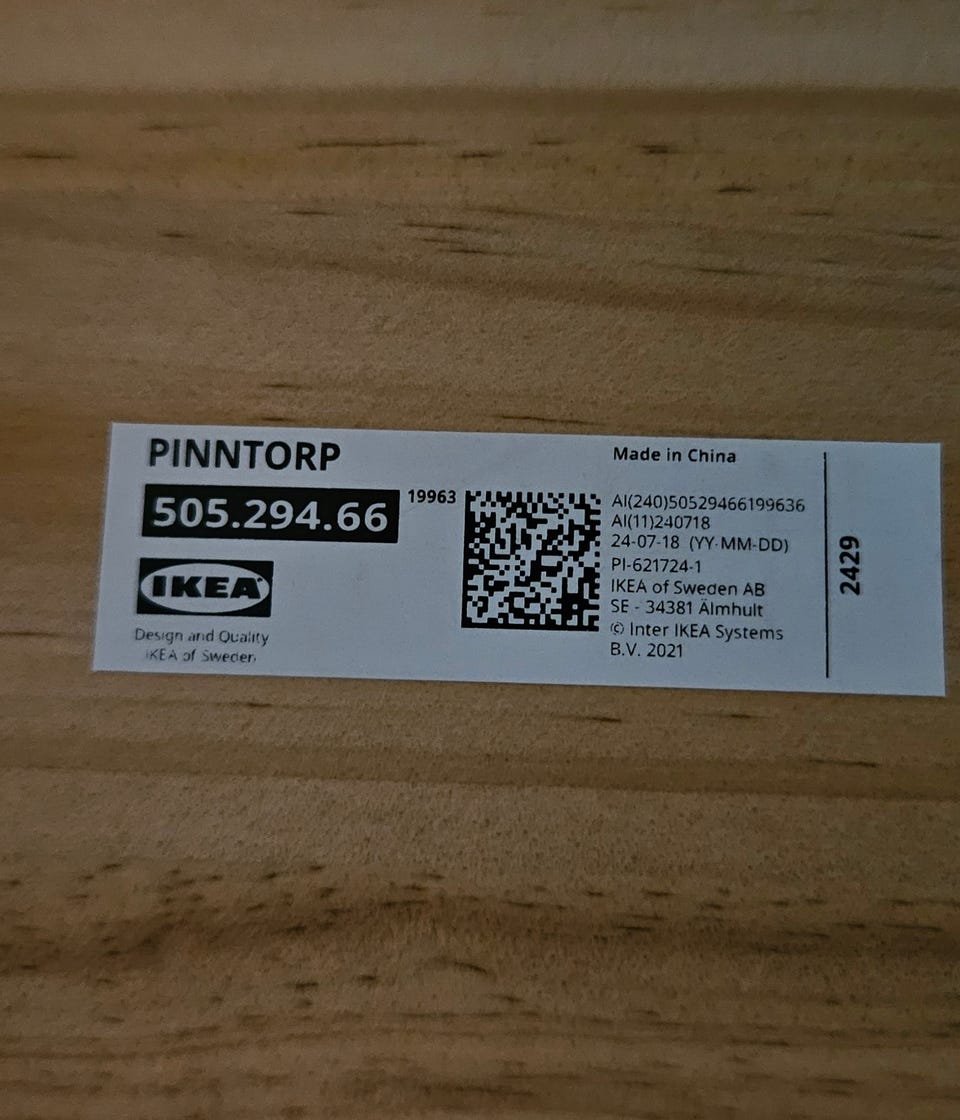 PINNTORP
505.294.66
19963
IKEA®
Design and Quality
IKEA of Sweden
Made in China
AI(240)50529466199636
AI(11)240718
24-07-18 (YY-MM-DD)
PI-621724-1
IKEA of Sweden AB
SE - 34381 Älmhult
© Inter IKEA Systems
B.V. 2021
2429